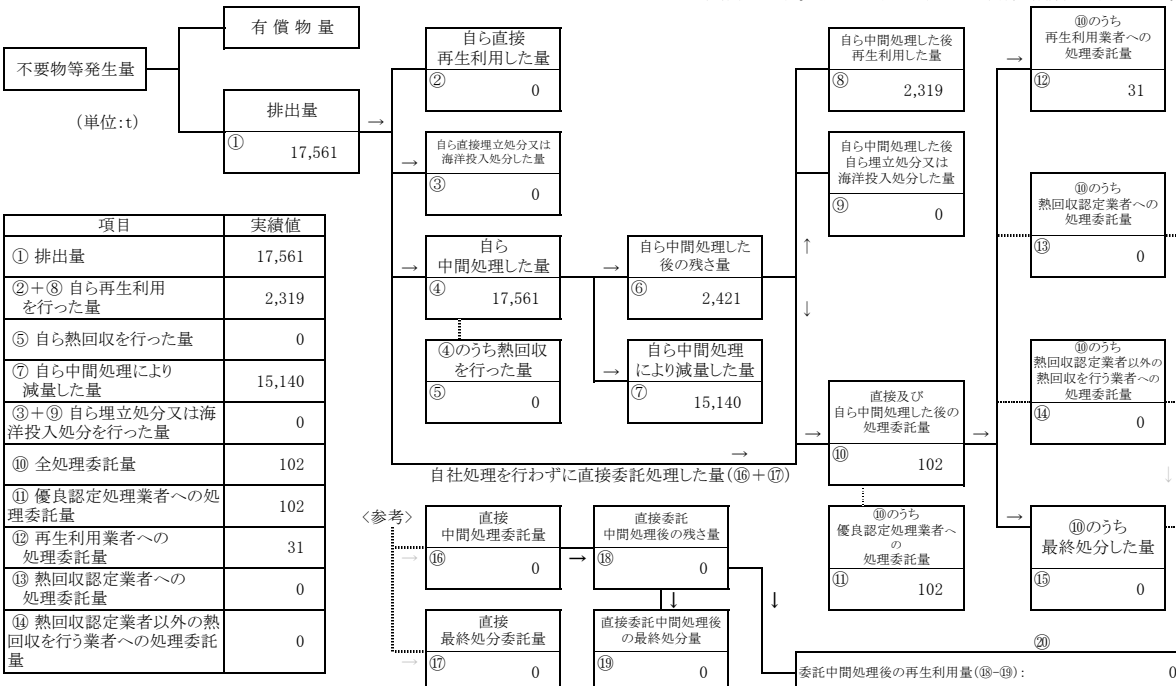 不要物等発生量
(単位:t)
有 償 物 量
排出量
①
17,561
→
自ら直接
再生利用した量
②
0
→
自ら直接埋立処分又は
海洋投入処分した量
③
0
→
自ら
中間処理した量
④
17,561
④のうち熱回収
を行った量
⑤
0
→
自ら中間処理した
後の残さ量
⑥
2,421
→
自ら中間処理
により減量した量
⑦
15,140
自ら中間処理した後
再生利用した量
⑧
2,319
自ら中間処理した後
自ら埋立処分又は
海洋投入処分した量
⑨
0
↑
↓
→
直接及び
自ら中間処理した後の
処理委託量
⑩
102
⑩のうち
優良認定処理業者へ
の
処理委託量
⑪
102
→
→
⑩のうち
再生利用業者への
処理委託量
⑫
31
⑩のうち
熱回収認定業者への
処理委託量
⑬
0
⑩のうち
熱回収認定業者以外の
熱回収を行う業者への
処理委託量
⑭
0
↓
→
⑩のうち
最終処分した量
⑮
0
→
自社処理を行わずに直接委託処理した量(⑯+⑰)
〈参考〉
→
直接
中間処理委託量
⑯
0
→
直接委託
中間処理後の残さ量
⑱
0
↓
↓
→
直接
最終処分委託量
⑰
0
直接委託中間処理後
の最終処分量
⑲
0
⑳
委託中間処理後の再生利用量(⑱-⑲): 0
項目 実績値
① 排出量 17,561
②+⑧ 自ら再生利用
を行った量 2,319
⑤ 自ら熱回収を行った量 0
⑦ 自ら中間処理により
減量した量 15,140
③+⑨ 自ら埋立処分又は海
洋投入処分を行った量 0
⑩ 全処理委託量 102
⑪ 優良認定処理業者への処
理委託量 102
⑫ 再生利用業者への
処理委託量 31
⑬ 熱回収認定業者への
処理委託量 0
⑭ 熱回収認定業者以外の熱
回収を行う業者への処理委託
量 0